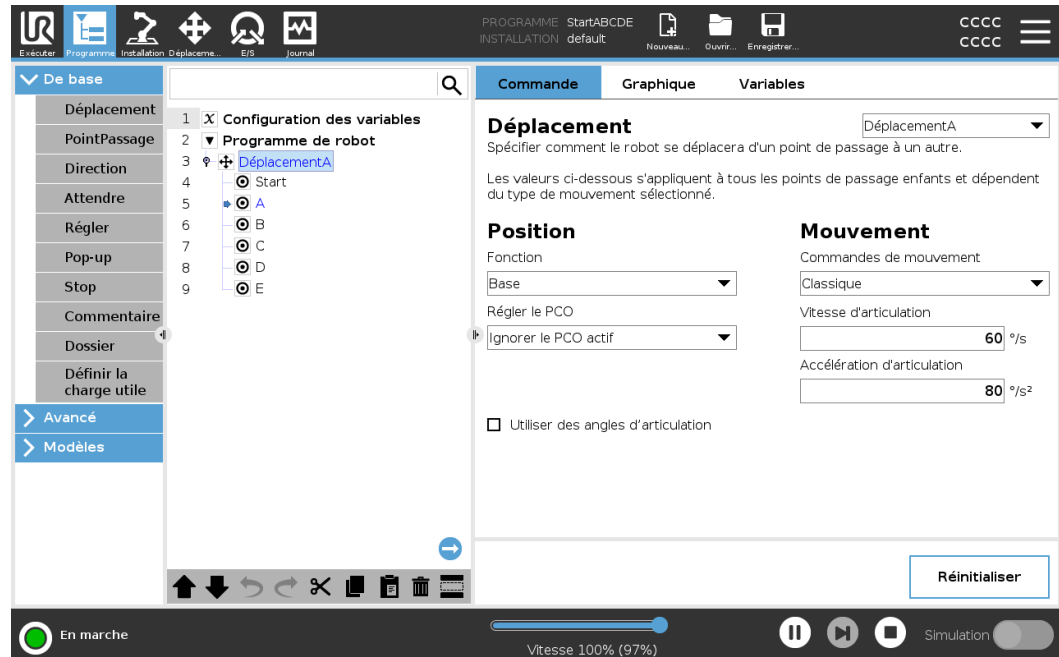 UR
Exécuter
Programme
Installation
Déplaceme...
E/S
Journal
PROGRAMME StartABCDE
INSTALLATION default
Nouveau...
Ouvrir...
Enregistrer...
CCCC
CCCC
De base
Déplacement
PointPassage
Direction
Attendre
Régler
Pop-up
Stop
Commentaire
Dossier
Définir la
charge utile
Avancé
Modèles
1 X Configuration des variables
2 Programme de robot
3 DéplacementA
4 Start
5 A
6 B
7 C
8 D
9 E
Commande
Graphique
Variables
Déplacement
DéplacementA
Spécifier comment le robot se déplacera d'un point de passage à un autre.
Les valeurs ci-dessous s'appliquent à tous les points de passage enfants et dépendent
du type de mouvement sélectionné.
Position
Fonction
Base
Régler le PCO
Ignorer le PCO actif
Utiliser des angles d'articulation
Mouvement
Commandes de mouvement
Classique
Vitesse d'articulation
60 °/s
Accélération d'articulation
80 °/s²
Réinitialiser
En marche
Vitesse 100% (97%)
Simulation